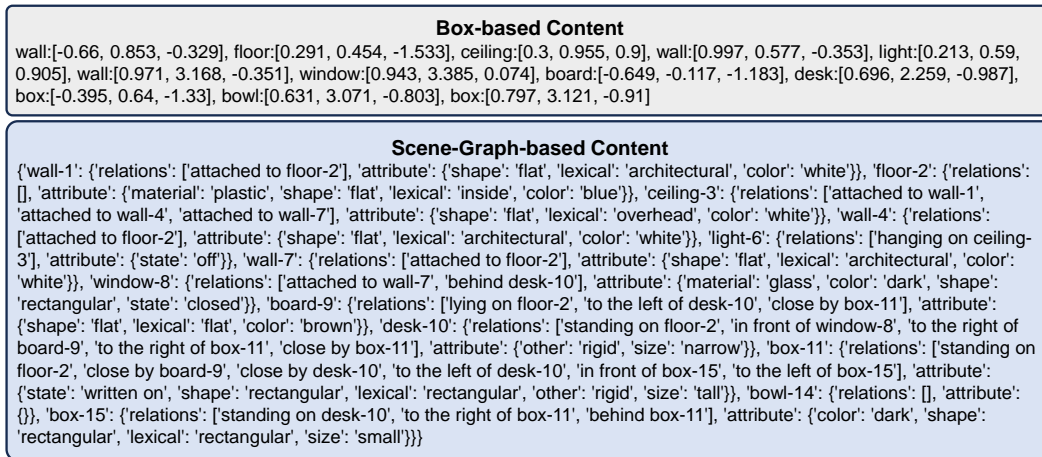 Box-based Content
wall:[-0.66, 0.853, -0.329], floor:[0.291, 0.454, -1.533], ceiling:[0.3, 0.955, 0.9], wall:[0.997, 0.577, -0.353], light:[0.213, 0.59,
0.905], wall:[0.971, 3.168, -0.351], window:[0.943, 3.385, 0.074], board:[-0.649, -0.117, -1.183], desk:[0.696, 2.259, -0.987],
box:[-0.395, 0.64, -1.33], bowl:[0.631, 3.071, -0.803], box:[0.797, 3.121, -0.91]
Scene-Graph-based Content
{'wall-1': {'relations': ['attached to floor-2'], 'attribute': {'shape': 'flat', 'lexical': 'architectural', 'color': 'white'}}, 'floor-2': {'relations':
[], 'attribute': {'material': 'plastic', 'shape': 'flat', 'lexical': 'inside', 'color': 'blue'}}, 'ceiling-3': {'relations': ['attached to wall-1',
'attached to wall-4', 'attached to wall-7'], 'attribute': {'shape': 'flat', 'lexical': 'overhead', 'color': 'white'}}, 'wall-4': {'relations':
['attached to floor-2'], 'attribute': {'shape': 'flat', 'lexical': 'architectural', 'color': 'white'}}, 'light-6': {'relations': ['hanging on ceiling-
3'], 'attribute': {'state': 'off'}}, 'wall-7': {'relations': ['attached to floor-2'], 'attribute': {'shape': 'flat', 'lexical': 'architectural', 'color':
'white'}}, 'window-8': {'relations': ['attached to wall-7', 'behind desk-10'], 'attribute': {'material': 'glass', 'color': 'dark', 'shape':
'rectangular', 'state': 'closed'}}, 'board-9': {'relations': ['lying on floor-2', 'to the left of desk-10', 'close by box-11'], 'attribute':
{'shape': 'flat', 'lexical': 'flat', 'color': 'brown'}}, 'desk-10': {'relations': ['standing on floor-2', 'in front of window-8', 'to the right of
board-9', 'to the right of box-11', 'close by box-11'], 'attribute': {'other': 'rigid', 'size': 'narrow'}}, 'box-11': {'relations': ['standing on
floor-2', 'close by board-9', 'close by desk-10', 'to the left of desk-10', 'in front of box-15', 'to the left of box-15'], 'attribute':
{'state': 'written on', 'shape': 'rectangular', 'lexical': 'rectangular', 'other': 'rigid', 'size': 'tall'}}, 'bowl-14': {'relations': [], 'attribute':
{}}, 'box-15': {'relations': ['standing on desk-10', 'to the right of box-11', 'behind box-11'], 'attribute': {'color': 'dark', 'shape':
'rectangular', 'lexical': 'rectangular', 'size': 'small'}}}